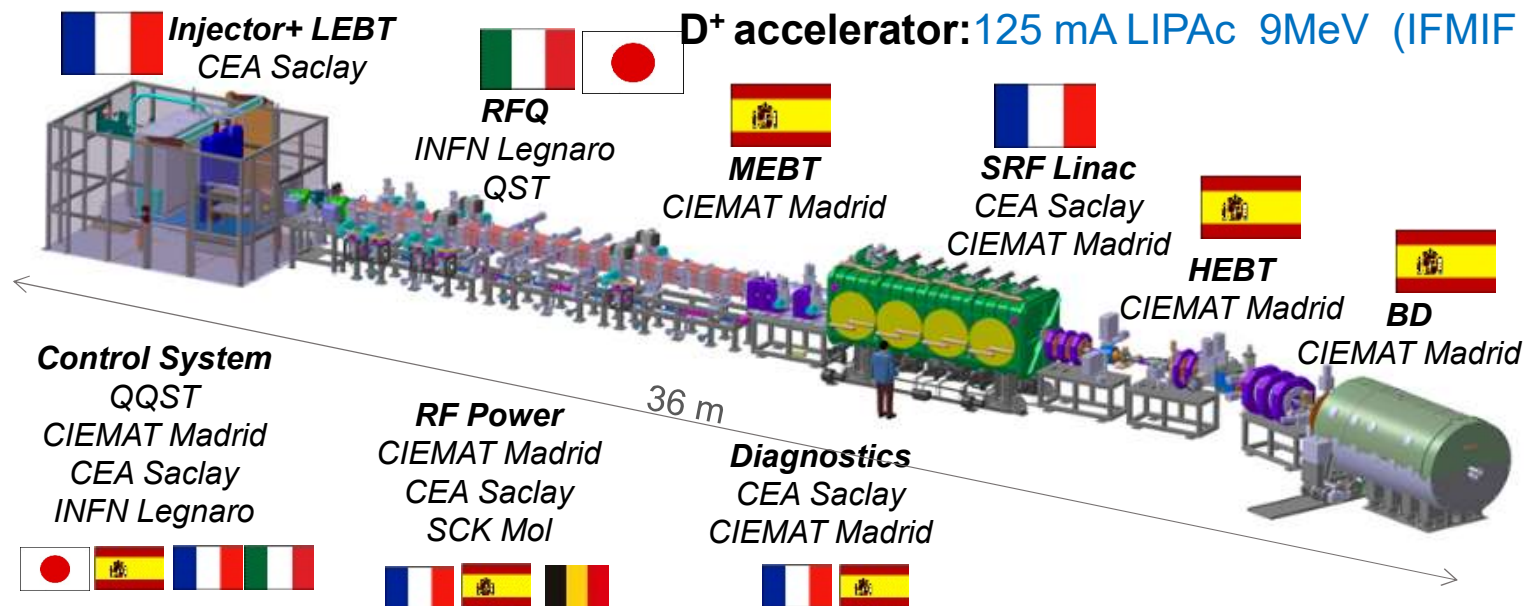 D+ accelerator: 125 mA LIPAc 9MeV (IFMIF
Injector+ LEBT
CEA Saclay
RFQ
INFN Legnaro
QST
MEBT
CIEMAT Madrid
SRF Linac
CEA Saclay
CIEMAT Madrid
HEBT
CIEMAT Madrid
BD
CIEMAT Madrid
36 m
Control System
QQST
CIEMAT Madrid
CEA Saclay
INFN Legnaro
RF Power
CIEMAT Madrid
CEA Saclay
SCK Mol
Diagnostics
CEA Saclay
CIEMAT Madrid